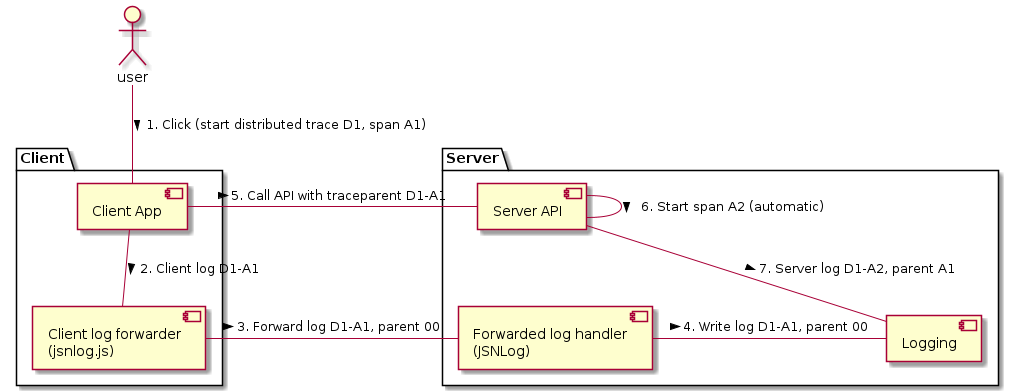 user
1. Click (start distributed trace D1, span A1)
Client
Server
Client App
5. Call API with traceparent D1-A1
Server API
6. Start span A2 (automatic)
2. Client log D1-A1
7. Server log D1-A2, parent A1
Client log forwarder
(jsnlog.js)
3. Forward log D1-A1, parent 00
Forwarded log handler
(JSNLog)
4. Write log D1-A1, parent 00
Logging